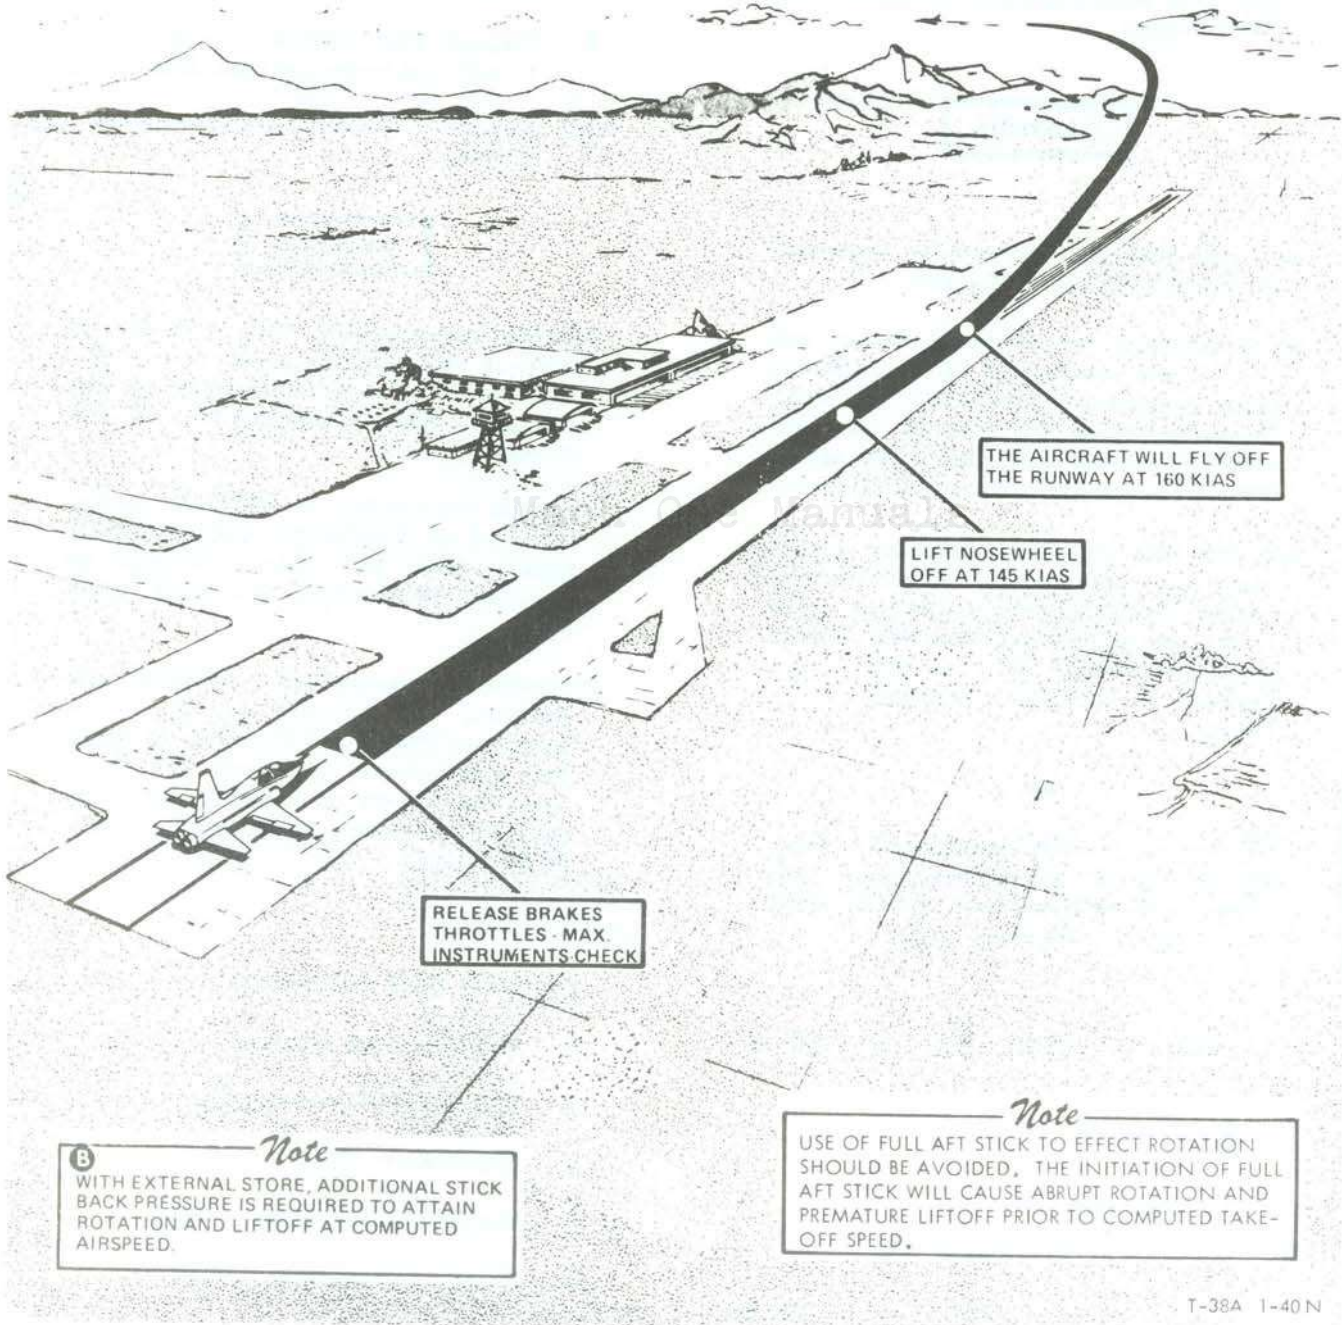 THE AIRCRAFT WILL FLY OFF
THE RUNWAY AT 160 KIAS
Mach One Manuals
LIFT NOSEWHEEL
OFF AT 145 KIAS
RELEASE BRAKES
THROTTLES - MAX.
INSTRUMENTS CHECK
Note
B
WITH EXTERNAL STORE, ADDITIONAL STICK
BACK PRESSURE IS REQUIRED TO ATTAIN
ROTATION AND LIFTOFF AT COMPUTED
AIRSPEED.
Note
USE OF FULL AFT STICK TO EFFECT ROTATION
SHOULD BE AVOIDED. THE INITIATION OF FULL
AFT STICK WILL CAUSE ABRUPT ROTATION AND
PREMATURE LIFTOFF PRIOR TO COMPUTED TAKE-
OFF SPEED.
T-38A 1-40 N